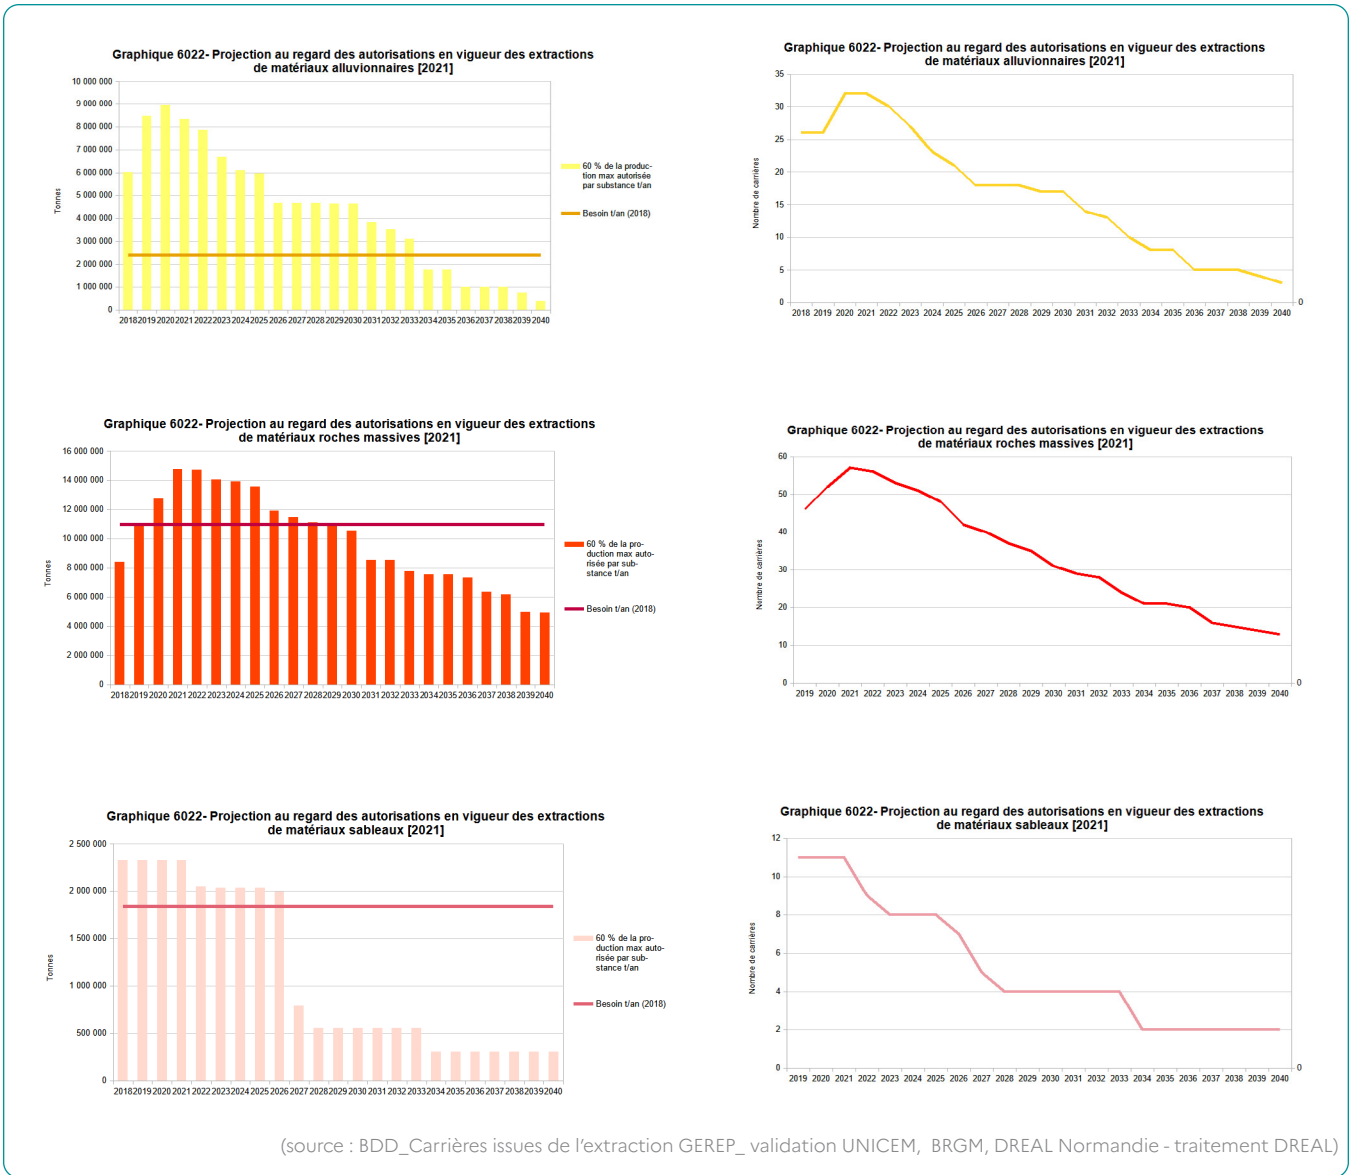 Graphique 6022- Projection au regard des autorisations en vigueur des extractions
de matériaux alluvionnaires [2021]
10 000 000
9 000 000
8 000 000
7 000 000
6 000 000
5 000 000
4 000 000
3 000 000
2 000 000
1 000 000
0
Tonnes
2018 2019 2020 2021 2022 2023 2024 2025 2026 2027 2028 2029 2030 2031 2032 2033 2034 2035 2036 2037 2038 2039 2040
60 % de la produc-
tion max autorisée
par substance t/an
Besoin t/an (2018)
Graphique 6022- Projection au regard des autorisations en vigueur des extractions
de matériaux alluvionnaires [2021]
35
30
25
20
15
10
5
0
Nombre de carrières
0
2018 2019 2020 2021 2022 2023 2024 2025 2026 2027 2028 2029 2030 2031 2032 2033 2034 2035 2036 2037 2038 2039 2040
Graphique 6022- Projection au regard des autorisations en vigueur des extractions
de matériaux roches massives [2021]
16 000 000
14 000 000
12 000 000
10 000 000
8 000 000
6 000 000
4 000 000
2 000 000
0
Tonnes
2018 2019 2020 2021 2022 2023 2024 2025 2026 2027 2028 2029 2030 2031 2032 2033 2034 2035 2036 2037 2038 2039 2040
60 % de la pro-
duction max auto-
risée par sub-
stance t/an
Besoin t/an (2018)
Graphique 6022- Projection au regard des autorisations en vigueur des extractions
de matériaux roches massives [2021]
60
50
40
30
20
10
0
Nombre de carrières
0
2019 2020 2021 2022 2023 2024 2025 2026 2027 2028 2029 2030 2031 2032 2033 2034 2035 2036 2037 2038 2039 2040
Graphique 6022- Projection au regard des autorisations en vigueur des extractions
de matériaux sableaux [2021]
2 500 000
2 000 000
1 500 000
1 000 000
500 000
0
Tonnes
2018 2019 2020 2021 2022 2023 2024 2025 2026 2027 2028 2029 2030 2031 2032 2033 2034 2035 2036 2037 2038 2039 2040
60 % de la pro-
duction max auto-
risée par sub-
stance t/an
Besoin t/an (2018)
Graphique 6022- Projection au regard des autorisations en vigueur des extractions
de matériaux sableaux [2021]
12
10
8
6
4
2
0
Nombre de carrières
0
2019 2020 2021 2022 2023 2024 2025 2026 2027 2028 2029 2030 2031 2032 2033 2034 2035 2036 2037 2038 2039 2040
(source : BDD_Carrières issues de l'extraction GEREP_ validation UNICEM, BRGM, DREAL Normandie - traitement DREAL)